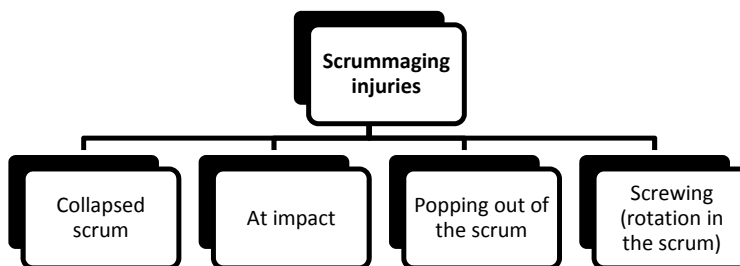 Scrummaging
injuries
Collapsed
scrum
At impact
Popping out of
the scrum
Screwing
(rotation in
the scrum)